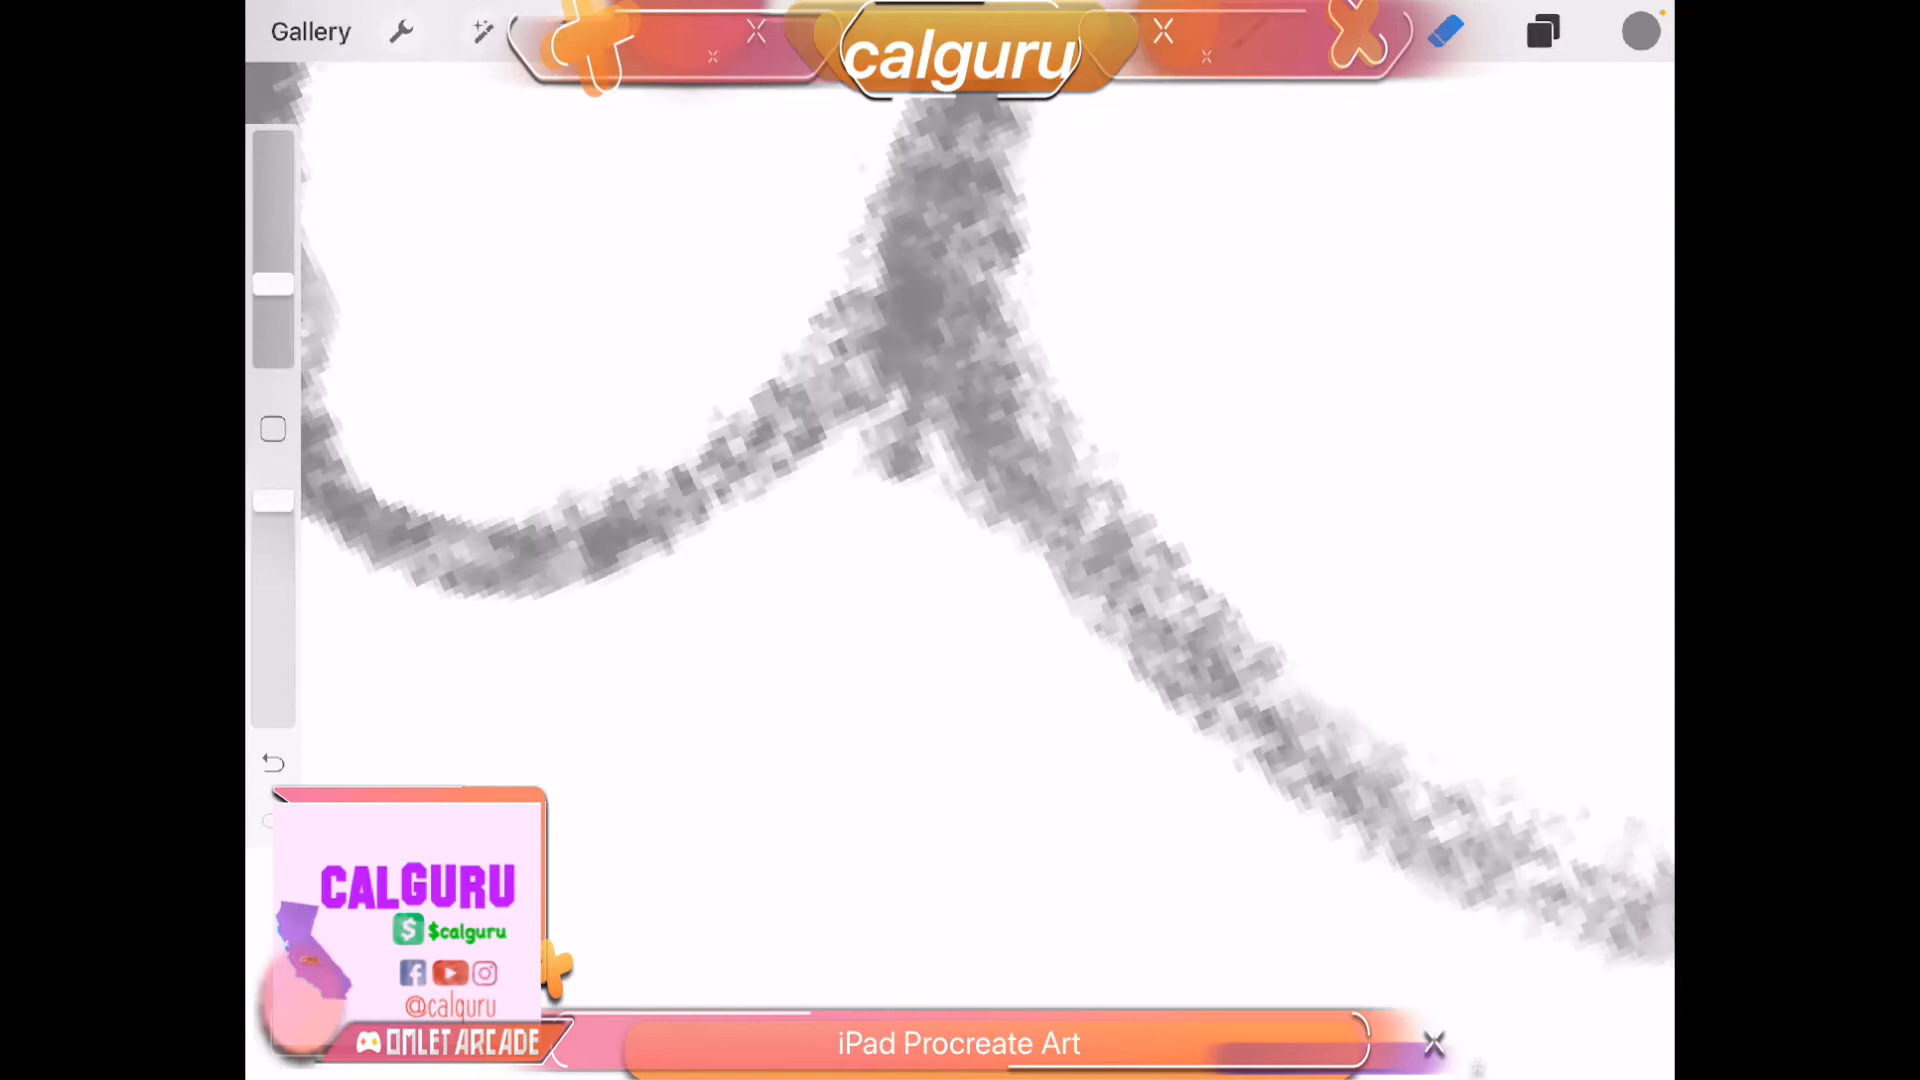 Gallery
calguru
CALGURU
$ $calguru
@calguru
OMLET ARCADE
iPad Procreate Art